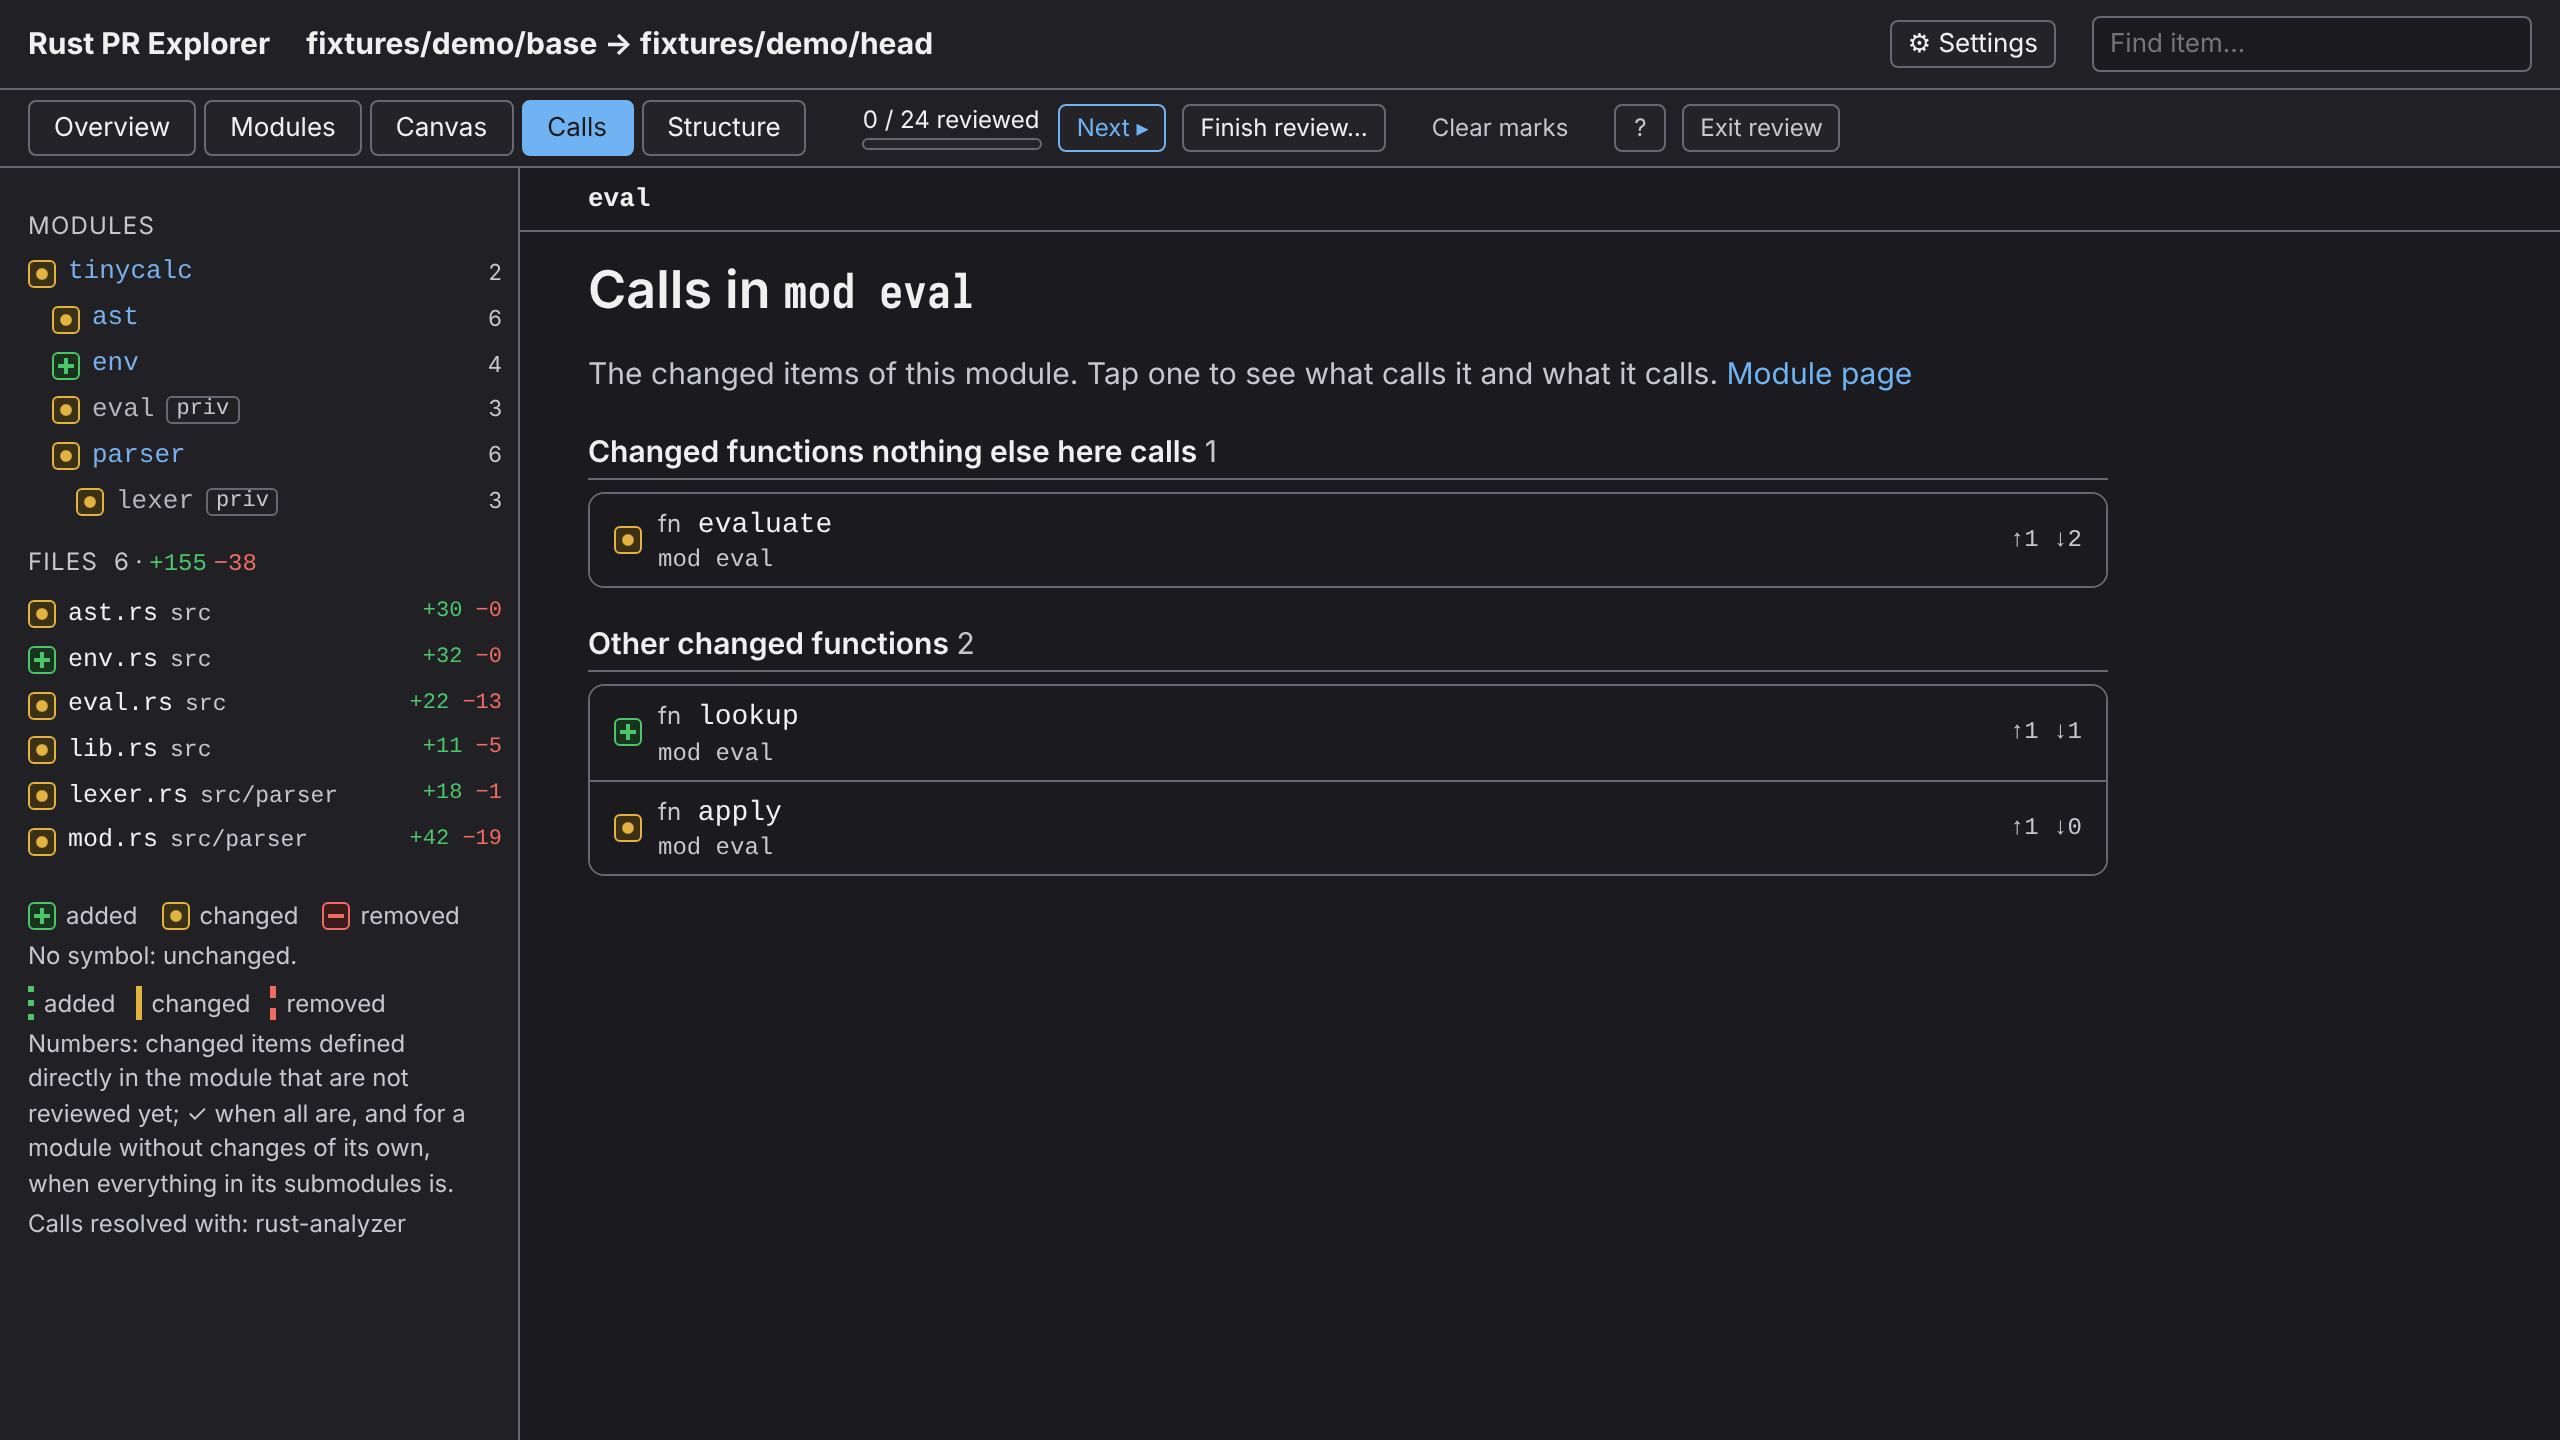 Rust PR Explorer fixtures/demo/base → fixtures/demo/head ⚙ Settings Find item...
Overview Modules Canvas Calls Structure 0 / 24 reviewed Next ▸ Finish review... Clear marks ? Exit review
MODULES
tinycalc 2
ast 6
env 4
eval priv 3
parser 6
lexer priv 3
FILES 6 · +155 −38
ast.rs src +30 −0
env.rs src +32 −0
eval.rs src +22 −13
lib.rs src +11 −5
lexer.rs src/parser +18 −1
mod.rs src/parser +42 −19
added changed removed
No symbol: unchanged.
added changed removed
Numbers: changed items defined
directly in the module that are not
reviewed yet; ✓ when all are, and for a
module without changes of its own,
when everything in its submodules is.
Calls resolved with: rust-analyzer
eval
Calls in mod eval
The changed items of this module. Tap one to see what calls it and what it calls. Module page
Changed functions nothing else here calls 1
fn evaluate
mod eval
↑1 ↓2
Other changed functions 2
fn lookup
mod eval
↑1 ↓1
fn apply
mod eval
↑1 ↓0